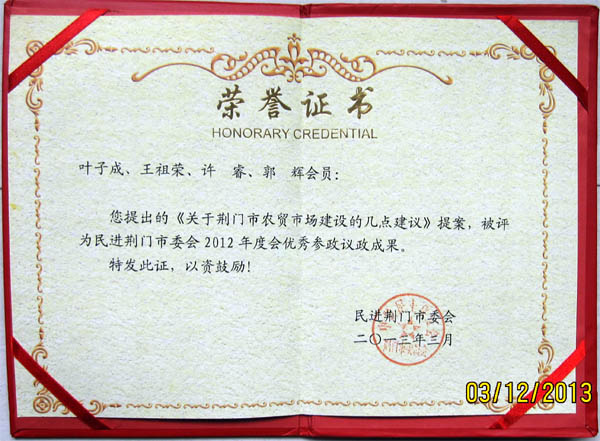 荣誉证书
HONORARY CREDENTIAL
叶子成、王祖荣、许 睿、郭 辉会员：
您提出的《关于荆门市农贸市场建设的几点建议》提案，被评
为民进荆门市委会2012年度会优秀参政议政成果。
特发此证，以资鼓励！
民进荆门市委会
二〇一三年三月
03/12/2013